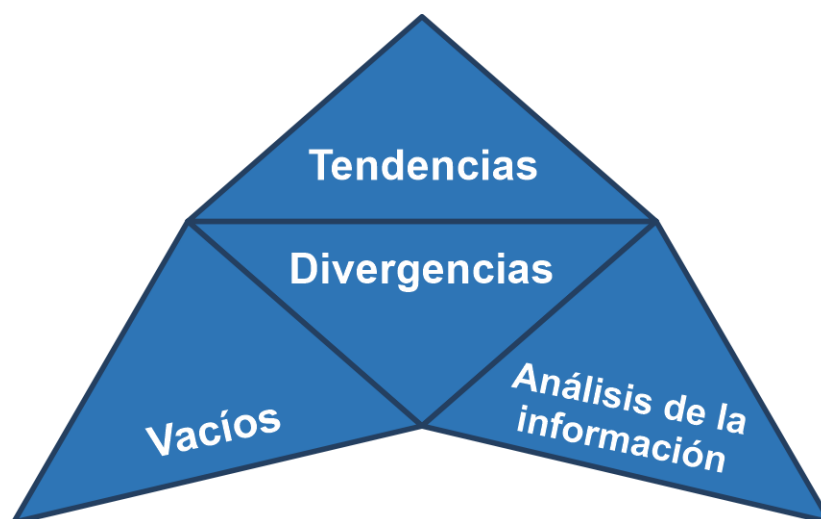 Tendencias
Divergencias
Vacíos
Análisis de la
información